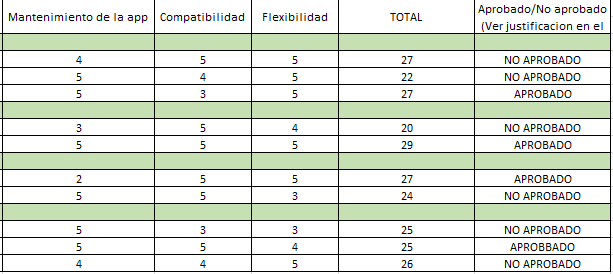 Mantenimiento de la app Compatibilidad Flexibilidad TOTAL Aprobado/No aprobado
(Ver justificacion en el
4 5 5 27 NO APROBADO
5 4 5 22 NO APROBADO
5 3 5 27 APROBADO
3 5 4 20 NO APROBADO
5 5 5 29 APROBADO
2 5 5 27 APROBADO
5 5 3 24 NO APROBADO
5 3 3 25 NO APROBADO
5 5 4 25 APROBBADO
4 4 5 26 NO APROBADO